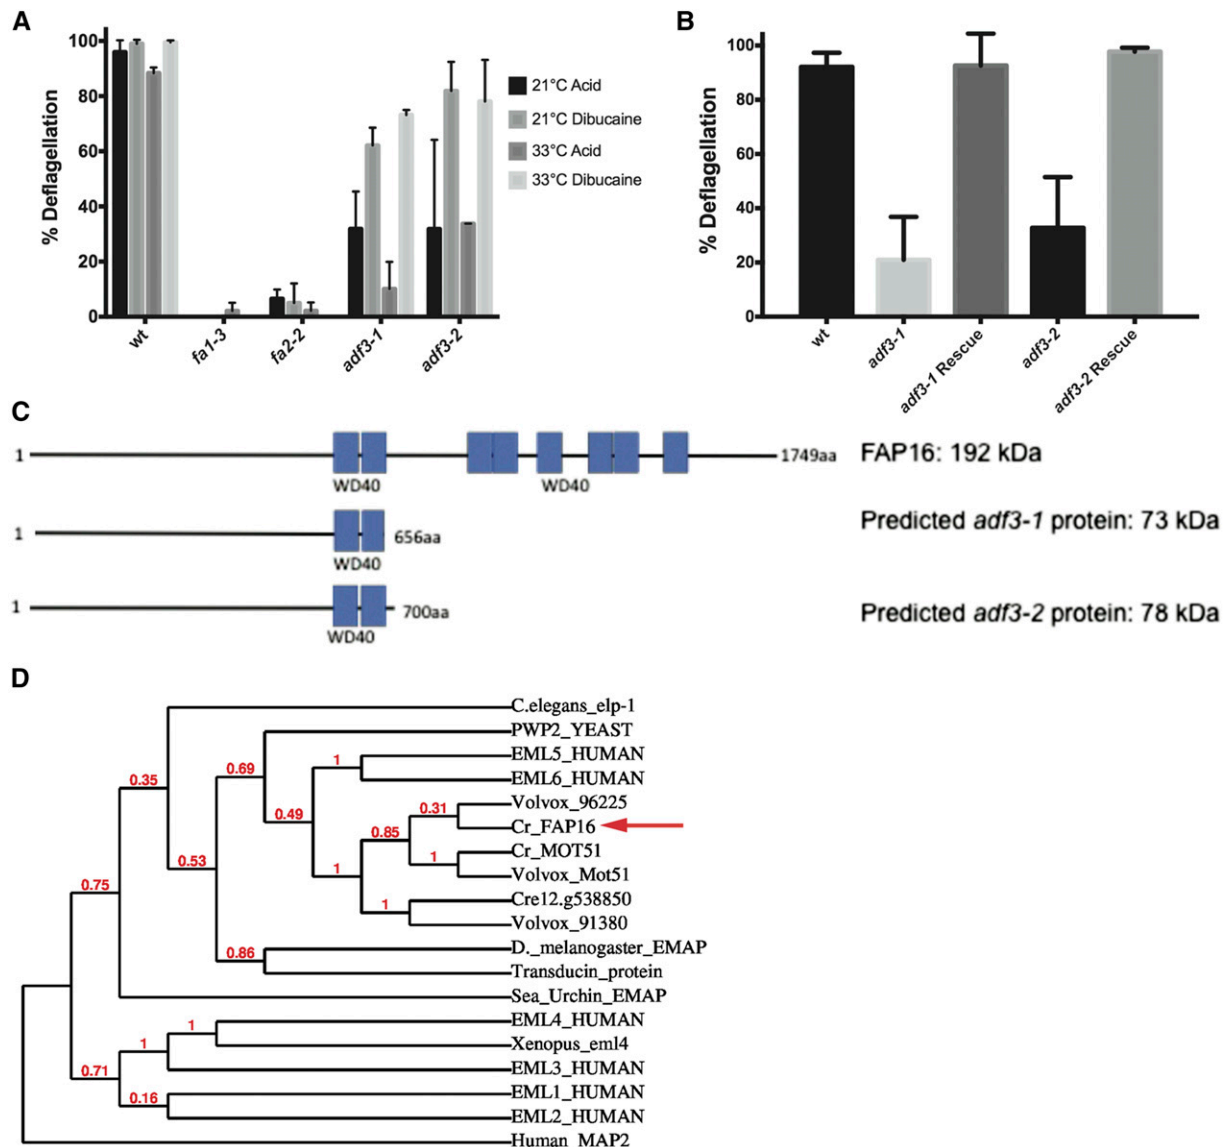 A
% Deflagellation
100
80
60
40
20
0
wt
fa1-3
fa2-2
adf3-1
adf3-2
21°C Acid
21°C Dibucaine
33°C Acid
33°C Dibucaine
B
% Deflagellation
100
80
60
40
20
0
wt
adf3-1
adf3-1 Rescue
adf3-2
adf3-2 Rescue
C
1
WD40
WD40
1749aa
FAP16: 192 kDa
1
WD40
656aa
Predicted adf3-1 protein: 73 kDa
1
WD40
700aa
Predicted adf3-2 protein: 78 kDa
D
C.elegans_elp-1
PWP2_YEAST
EML5_HUMAN
EML6_HUMAN
Volvox_96225
Cr_FAP16
Cr_MOT51
Volvox_Mot51
Cre12.g538850
Volvox_91380
D._melanogaster_EMAP
Transducin_protein
Sea_Urchin_EMAP
EML4_HUMAN
Xenopus_eml4
EML3_HUMAN
EML1_HUMAN
EML2_HUMAN
Human_MAP2
0.35
0.69
1
0.49
0.31
0.85
1
1
1
0.53
0.75
0.86
1
1
0.71
0.16